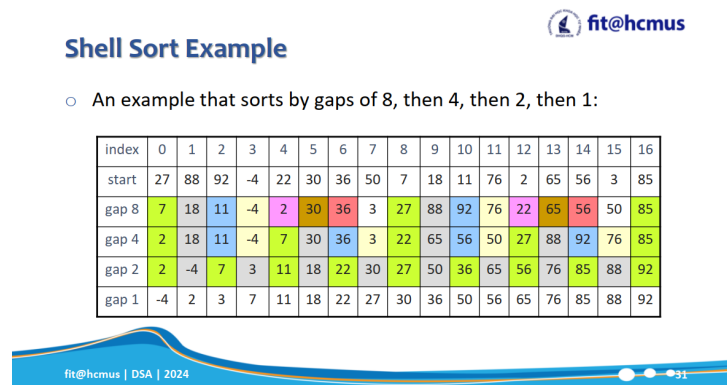 fit@hcmus
Shell Sort Example
o An example that sorts by gaps of 8, then 4, then 2, then 1:
index 0 1 2 3 4 5 6 7 8 9 10 11 12 13 14 15 16
start 27 88 92 -4 22 30 36 50 7 18 11 76 2 65 56 3 85
gap 8 7 18 11 -4 2 30 36 3 27 88 92 76 22 65 56 50 85
gap 4 2 18 11 -4 7 30 36 3 22 65 56 50 27 88 92 76 85
gap 2 2 -4 7 3 11 18 22 30 27 50 36 65 56 76 85 88 92
gap 1 -4 2 3 7 11 18 22 27 30 36 50 56 65 76 85 88 92
fit@hcmus | DSA | 2024
31